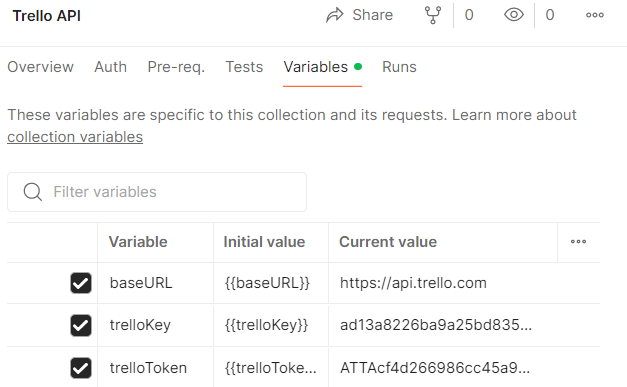 Trello API Share 0 0
Overview Auth Pre-req. Tests Variables Runs
These variables are specific to this collection and its requests. Learn more about
collection variables
Filter variables
Variable Initial value Current value
baseURL {{baseURL}} https://api.trello.com
trelloKey {{trelloKey}} ad13a8226ba9a25bd835...
trelloToken {{trelloToke... ATTAcf4d266986cc45a9...